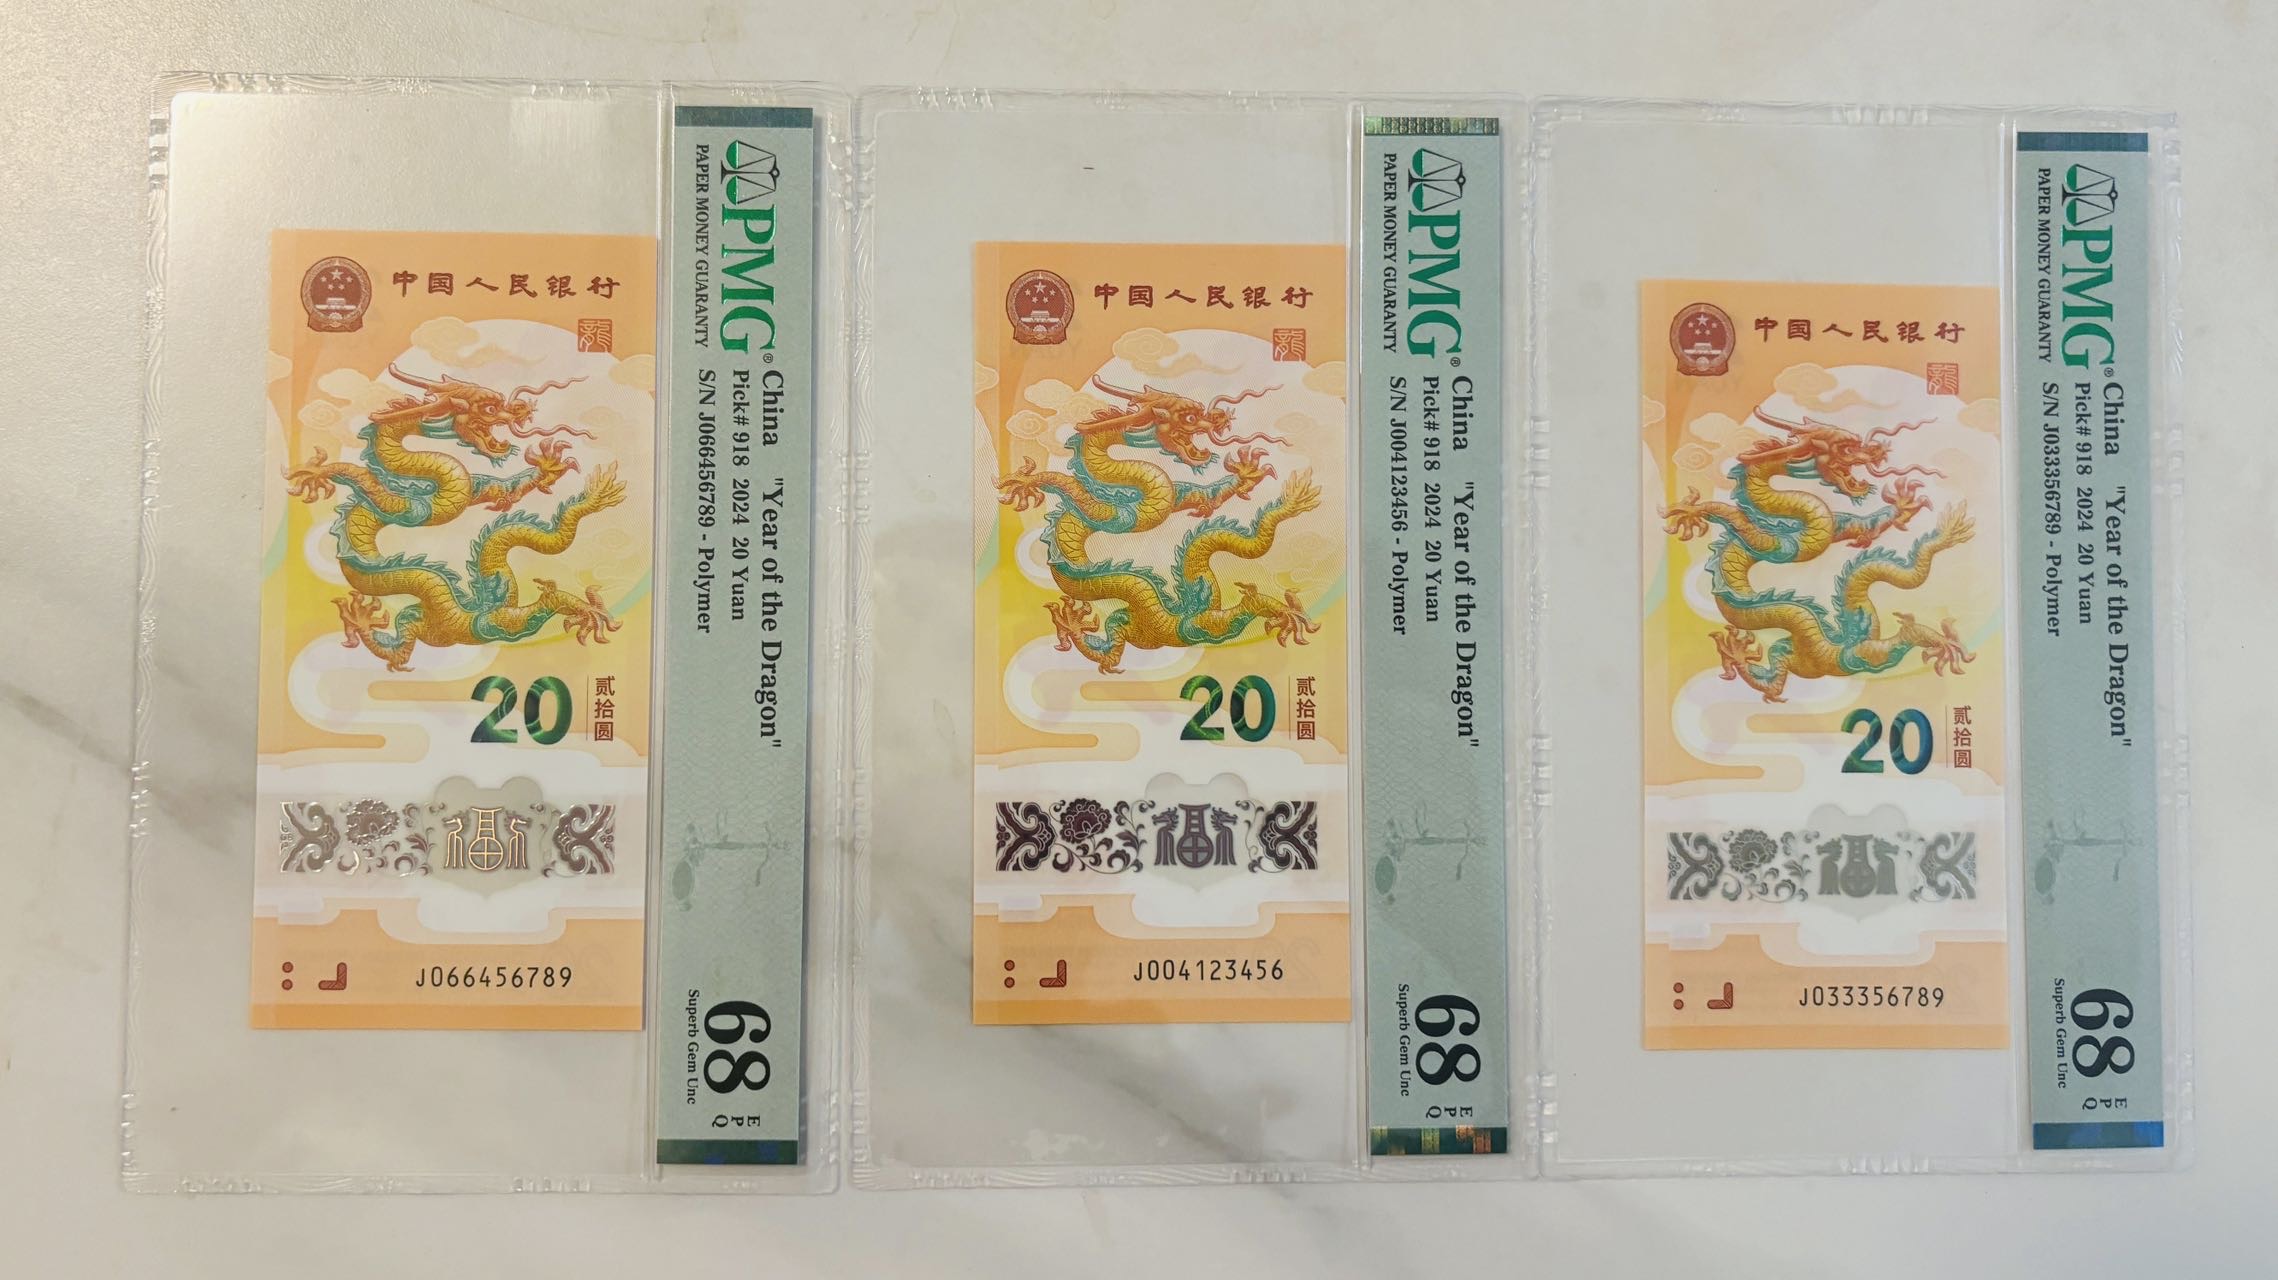 中国人民银行
龍
20
贰拾圆
J066456789
PMG®
PAPER MONEY GUARANTY
China "Year of the Dragon"
Pick# 918 2024 20 Yuan
S/N J066456789 - Polymer
68
EPQ
Superb Gem Unc
中国人民银行
龍
20
贰拾圆
J004123456
PMG®
PAPER MONEY GUARANTY
China "Year of the Dragon"
Pick# 918 2024 20 Yuan
S/N J004123456 - Polymer
68
EPQ
Superb Gem Unc
中国人民银行
龍
20
贰拾圆
J033356789
PMG®
PAPER MONEY GUARANTY
China "Year of the Dragon"
Pick# 918 2024 20 Yuan
S/N J033356789 - Polymer
68
EPQ
Superb Gem Unc